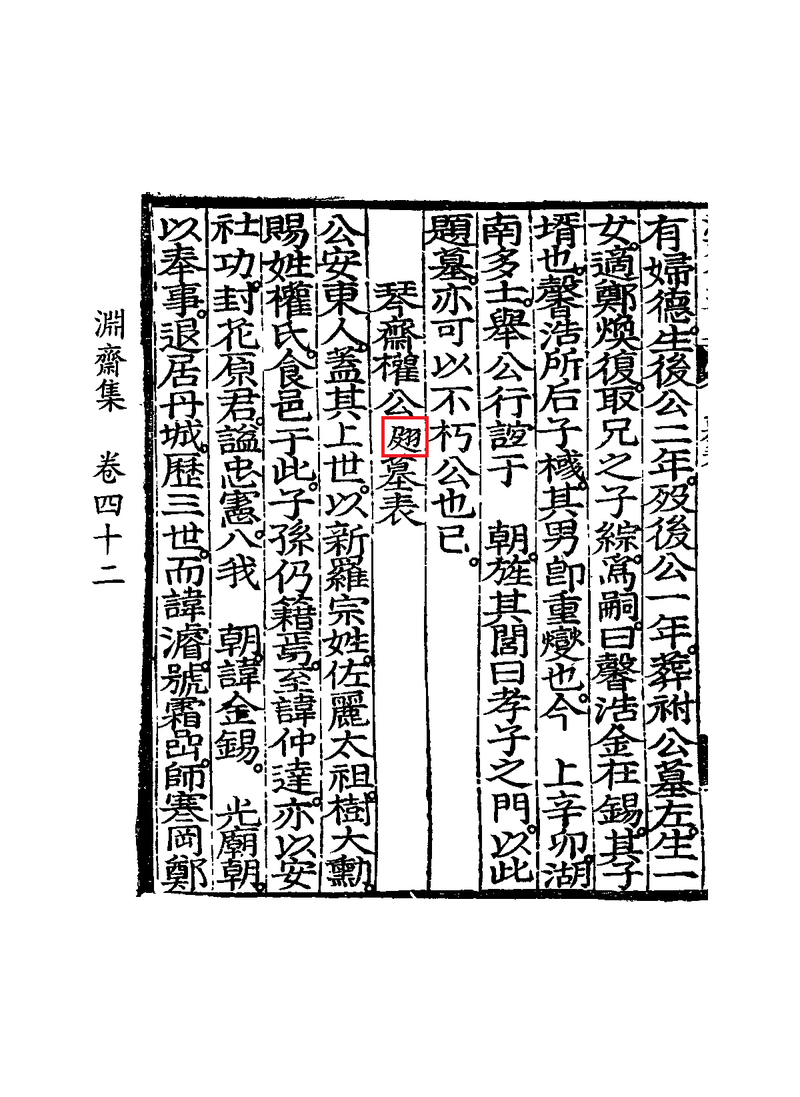 有婦德。生後公二年。歿後公一年。葬祔公墓左。生一
女。適鄭煥復。取兄之子綜爲嗣。曰馨浩金在錫。其子
壻也。馨浩所后子棫。其男卽重燮也。今 上辛卯。湖
南多士。擧公行誼于 朝。旌其閭曰孝子之門。以此
題墓。亦可以不朽公也已。
琴齋權公墓表
公安東人。蓋其上世。以新羅宗姓。佐麗太祖。樹大勳。
賜姓權氏。食邑于此。子孫仍籍焉。至諱仲達。亦以安
社功。封花原君。諡忠憲。入我 朝。諱金錫。 光廟朝。
以奉事。退居丹城。歷三世。而諱濬。號霜嵒。師寒岡鄭
淵齋集 卷四十二